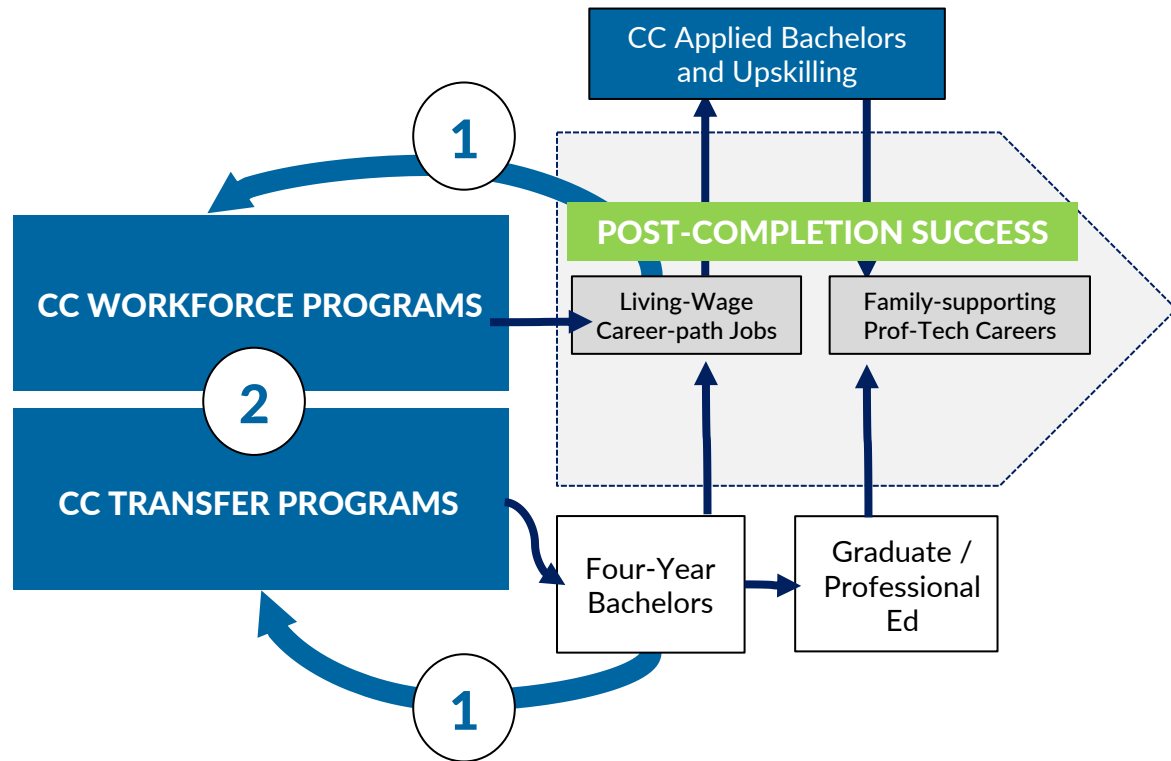 CC Applied Bachelors
and Upskilling
1
POST-COMPLETION SUCCESS
CC WORKFORCE PROGRAMS
Living-Wage
Career-path Jobs
Family-supporting
Prof-Tech Careers
2
CC TRANSFER PROGRAMS
Four-Year
Bachelors
Graduate /
Professional
Ed
1